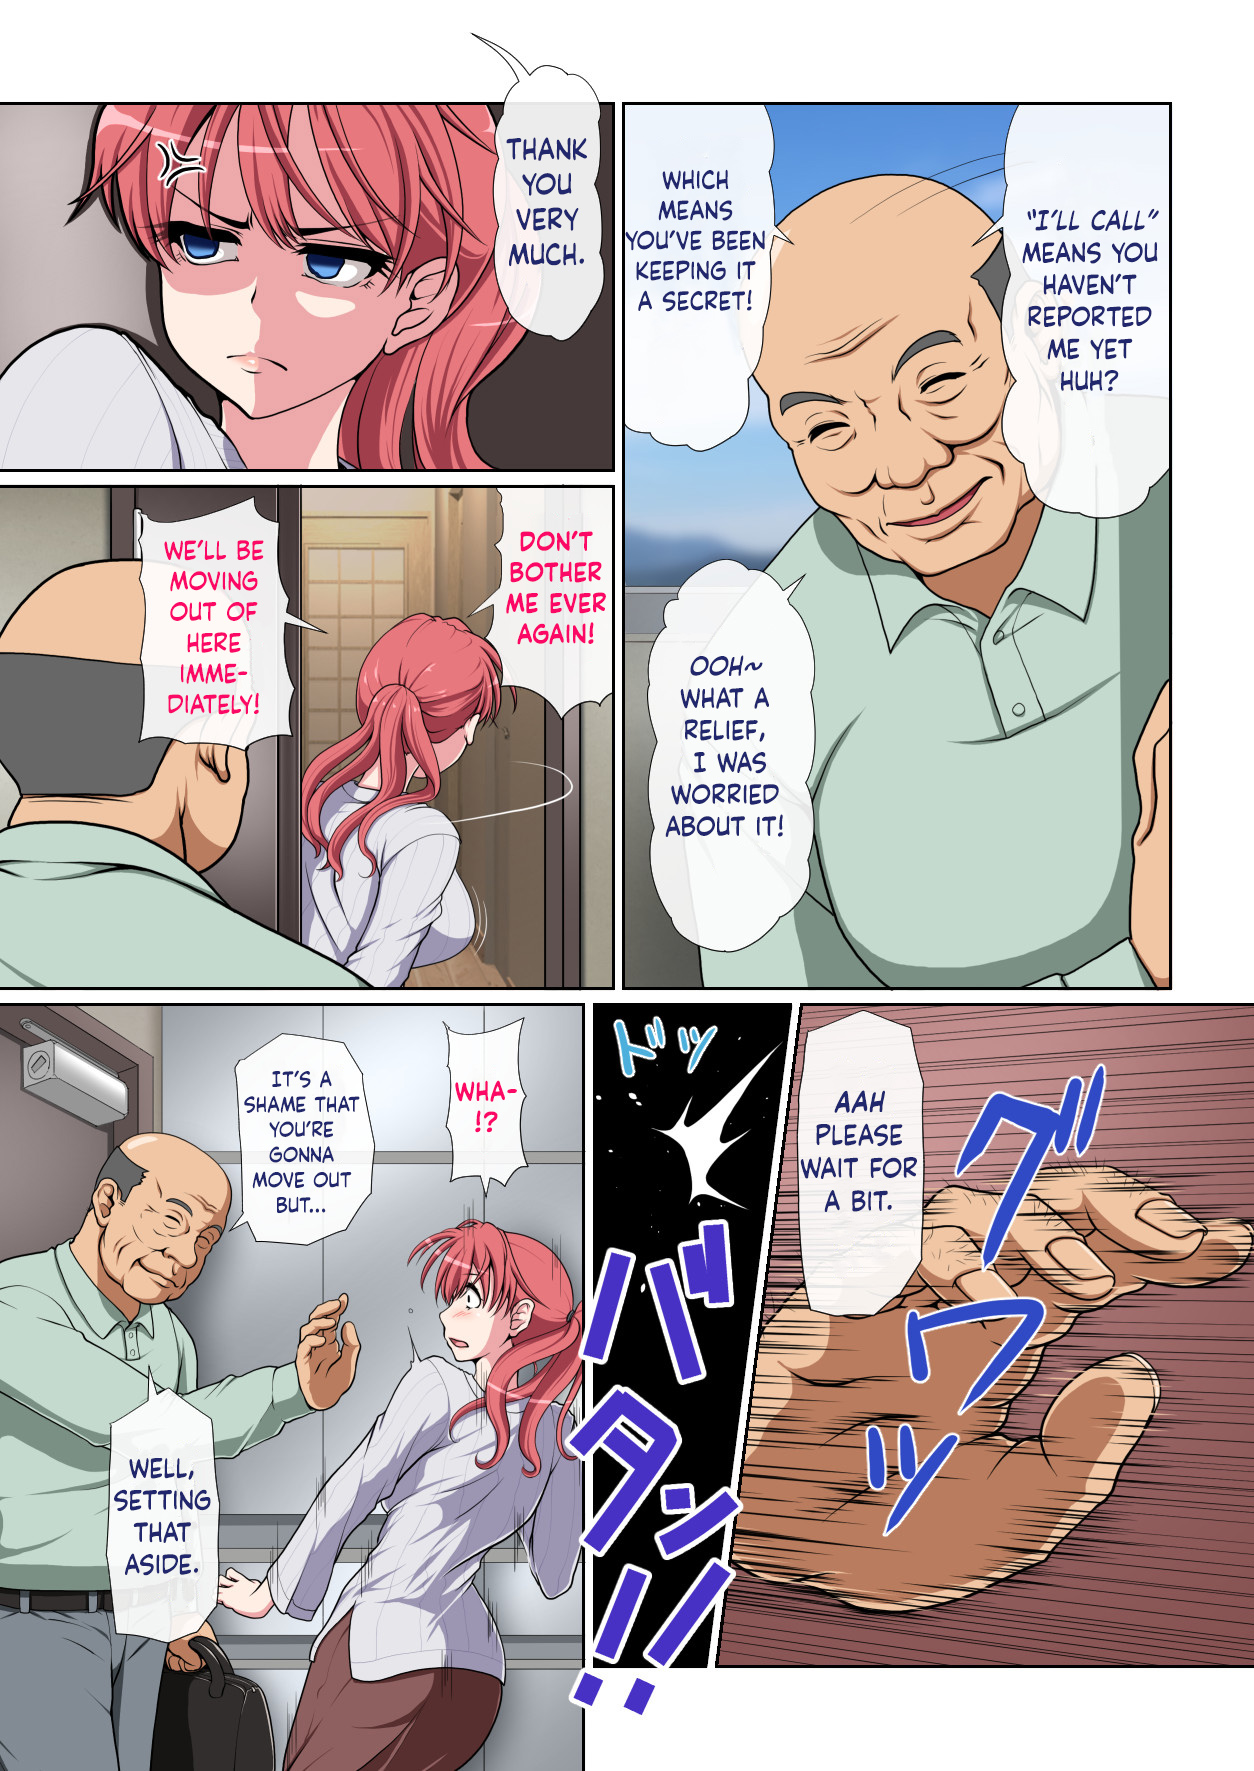 "I'LL CALL"
MEANS YOU
HAVEN'T
REPORTED
ME YET
HUH?
WHICH
MEANS
YOU'VE BEEN
KEEPING IT
A SECRET!
OOH~
WHAT A
RELIEF,
I WAS
WORRIED
ABOUT IT!
THANK
YOU
VERY
MUCH.
DON'T
BOTHER
ME EVER
AGAIN!
WE'LL BE
MOVING
OUT OF
HERE
IMME-
DIATELY!
AAH
PLEASE
WAIT FOR
A BIT.
グワッ
ドッ
バタン!!
WHA-
!?
IT'S A
SHAME THAT
YOU'RE
GONNA
MOVE OUT
BUT...
WELL,
SETTING
THAT
ASIDE.